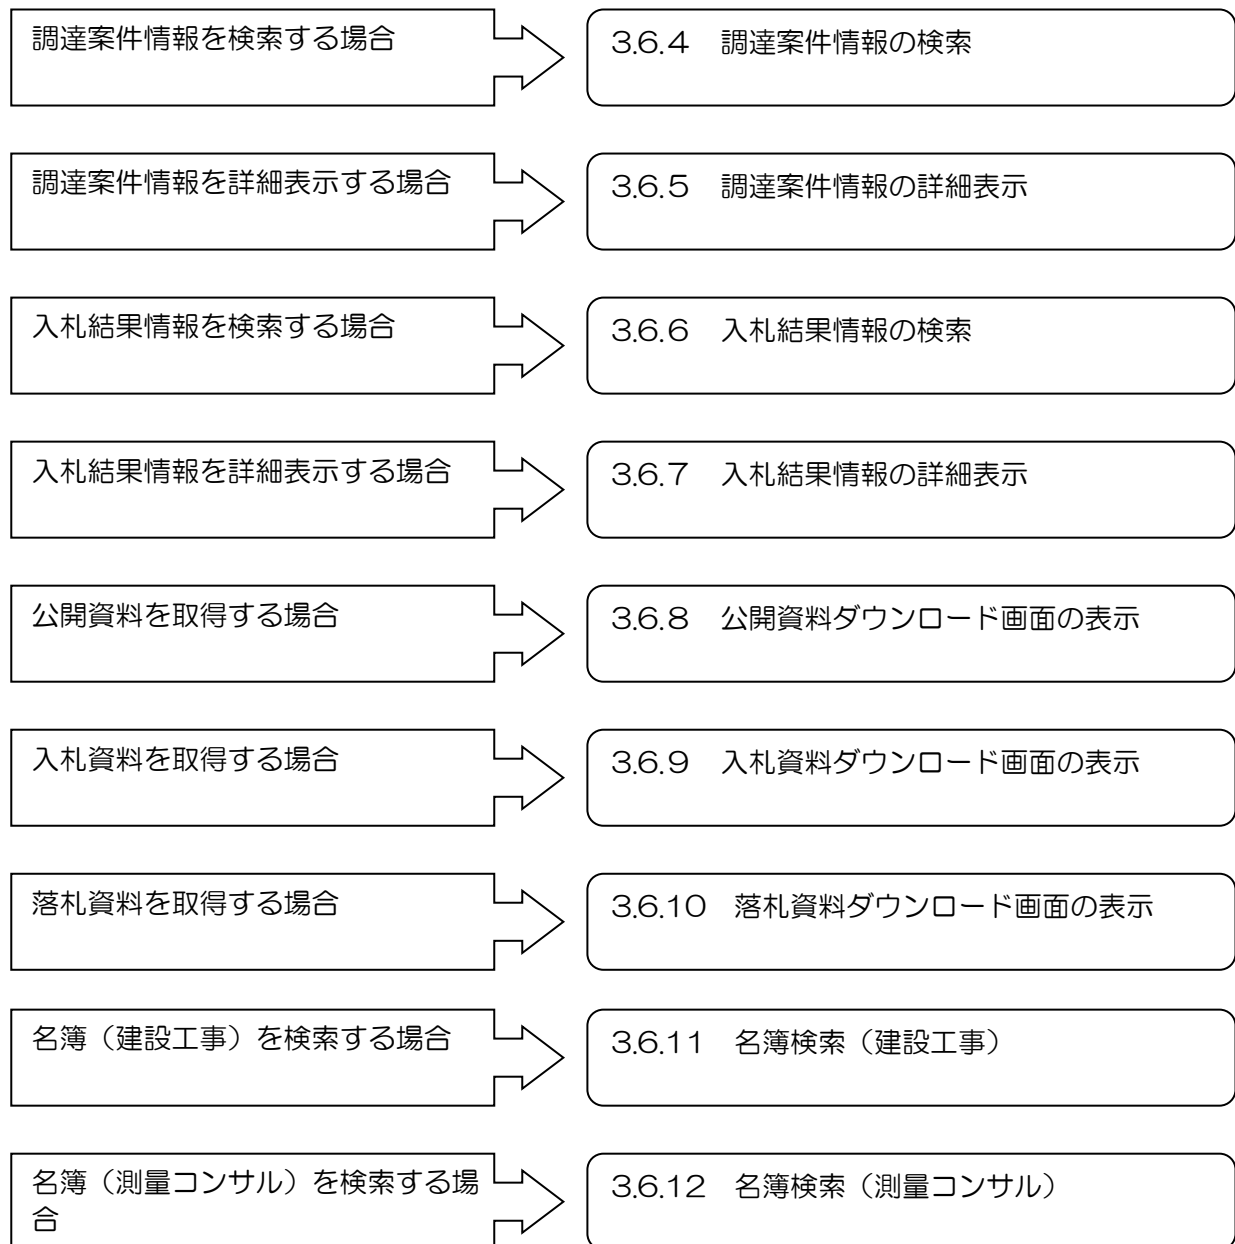 調達案件情報を検索する場合
3.6.4　調達案件情報の検索
調達案件情報を詳細表示する場合
3.6.5　調達案件情報の詳細表示
入札結果情報を検索する場合
3.6.6　入札結果情報の検索
入札結果情報を詳細表示する場合
3.6.7　入札結果情報の詳細表示
公開資料を取得する場合
3.6.8　公開資料ダウンロード画面の表示
入札資料を取得する場合
3.6.9　入札資料ダウンロード画面の表示
落札資料を取得する場合
3.6.10　落札資料ダウンロード画面の表示
名簿（建設工事）を検索する場合
3.6.11　名簿検索（建設工事）
名簿（測量コンサル）を検索する場
合
3.6.12　名簿検索（測量コンサル）